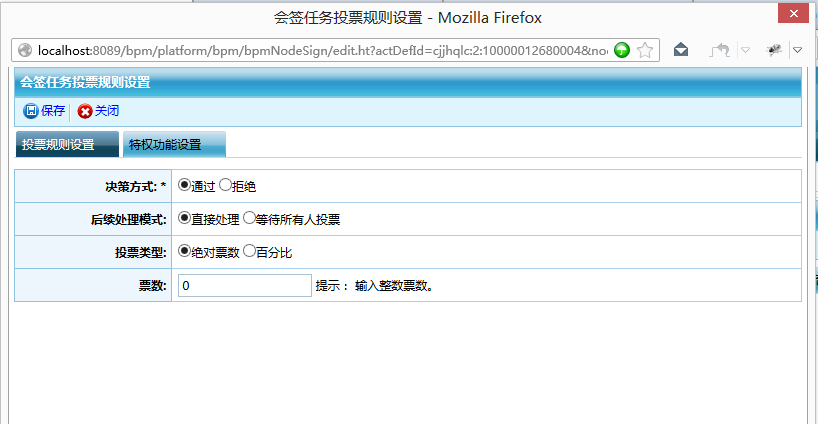 会签任务投票规则设置 - Mozilla Firefox
localhost:8089/bpm/platform/bpm/bpmNodeSign/edit.ht?actDefId=cjjhqlc:2:10000012680004&no
会签任务投票规则设置
保存 关闭
投票规则设置 特权功能设置
决策方式: * 通过 拒绝
后续处理模式: 直接处理 等待所有人投票
投票类型: 绝对票数 百分比
票数: 0 提示： 输入整数票数。